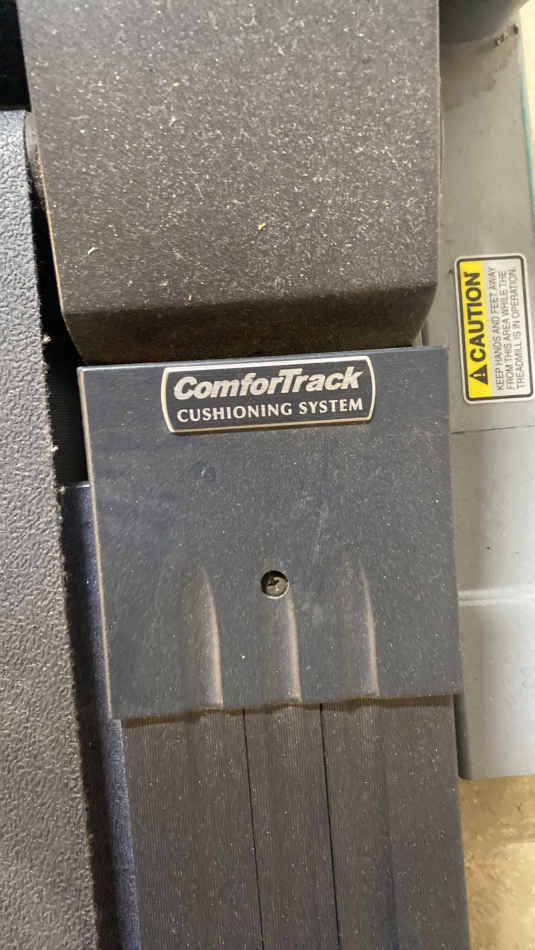 ComforTrack
CUSHIONING SYSTEM
CAUTION
KEEP HANDS AND FEET AWAY
FROM THIS AREA WHILE THE
TREADMILL IS IN OPERATION.